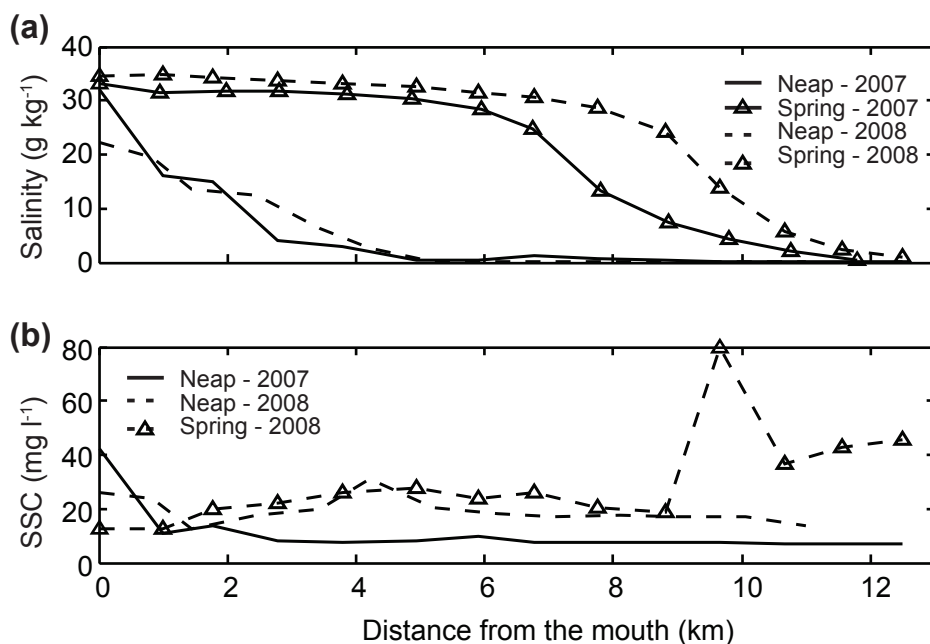 (a)
Salinity (g kg⁻¹)
40
30
20
10
0
Neap - 2007
Spring - 2007
Neap - 2008
Spring - 2008
(b)
SSC (mg l⁻¹)
80
60
40
20
0
Neap - 2007
Neap - 2008
Spring - 2008
0 2 4 6 8 10 12
Distance from the mouth (km)